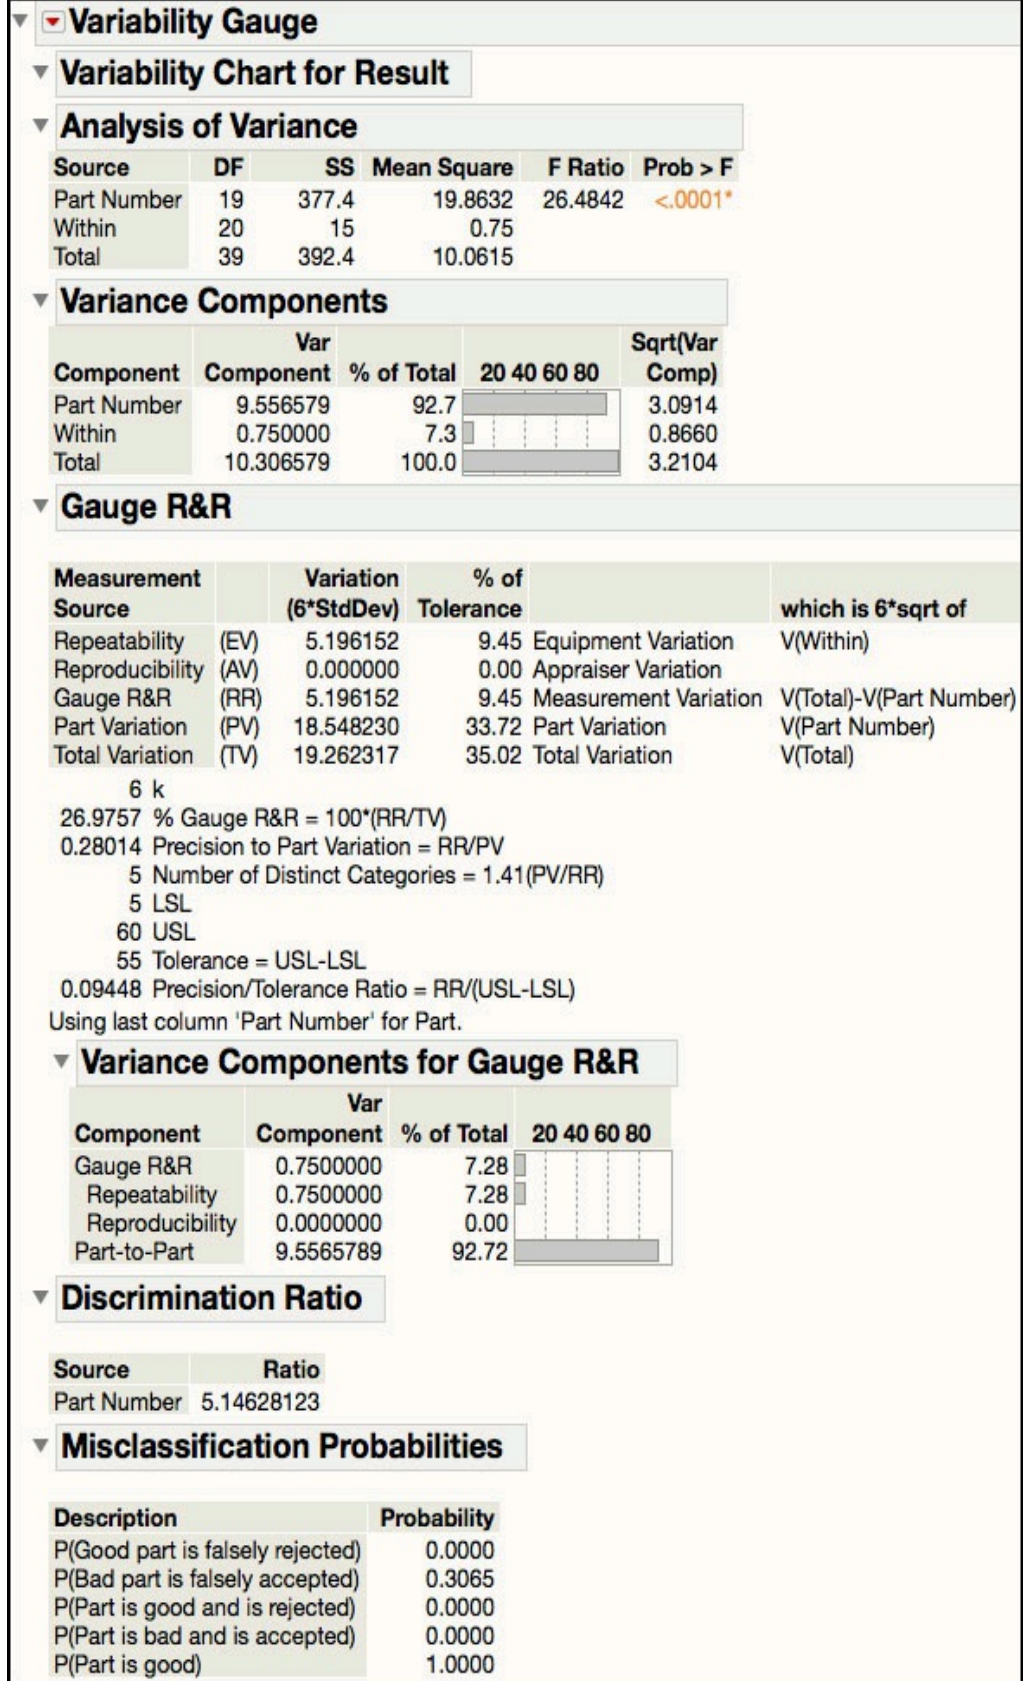 Variability Gauge
Variability Chart for Result
Analysis of Variance
Source DF SS Mean Square F Ratio Prob > F
Part Number 19 377.4 19.8632 26.4842 <.0001*
Within 20 15 0.75
Total 39 392.4 10.0615
Variance Components
Var Sqrt(Var
Component Component % of Total 20 40 60 80 Comp)
Part Number 9.556579 92.7 3.0914
Within 0.750000 7.3 0.8660
Total 10.306579 100.0 3.2104
Gauge R&R
Measurement Variation % of
Source (6*StdDev) Tolerance which is 6*sqrt of
Repeatability (EV) 5.196152 9.45 Equipment Variation V(Within)
Reproducibility (AV) 0.000000 0.00 Appraiser Variation
Gauge R&R (RR) 5.196152 9.45 Measurement Variation V(Total)-V(Part Number)
Part Variation (PV) 18.548230 33.72 Part Variation V(Part Number)
Total Variation (TV) 19.262317 35.02 Total Variation V(Total)
6 k
26.9757 % Gauge R&R = 100*(RR/TV)
0.28014 Precision to Part Variation = RR/PV
5 Number of Distinct Categories = 1.41(PV/RR)
5 LSL
60 USL
55 Tolerance = USL-LSL
0.09448 Precision/Tolerance Ratio = RR/(USL-LSL)
Using last column 'Part Number' for Part.
Variance Components for Gauge R&R
Var
Component Component % of Total 20 40 60 80
Gauge R&R 0.7500000 7.28
Repeatability 0.7500000 7.28
Reproducibility 0.0000000 0.00
Part-to-Part 9.5565789 92.72
Discrimination Ratio
Source Ratio
Part Number 5.14628123
Misclassification Probabilities
Description Probability
P(Good part is falsely rejected) 0.0000
P(Bad part is falsely accepted) 0.3065
P(Part is good and is rejected) 0.0000
P(Part is bad and is accepted) 0.0000
P(Part is good) 1.0000